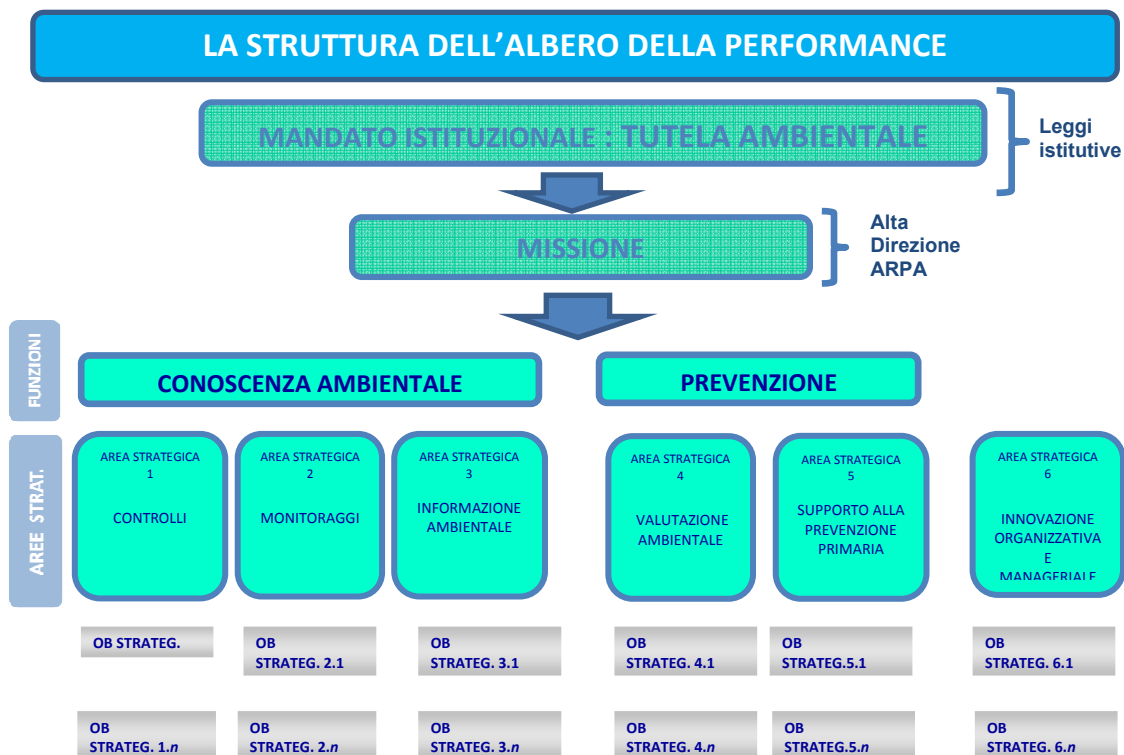 LA STRUTTURA DELL'ALBERO DELLA PERFORMANCE
MANDATO ISTITUZIONALE : TUTELA AMBIENTALE
Leggi
istitutive
MISSIONE
Alta
Direzione
ARPA
FUNZIONI
CONOSCENZA AMBIENTALE
PREVENZIONE
AREE STRAT.
AREA STRATEGICA
1
CONTROLLI
AREA STRATEGICA
2
MONITORAGGI
AREA STRATEGICA
3
INFORMAZIONE
AMBIENTALE
AREA STRATEGICA
4
VALUTAZIONE
AMBIENTALE
AREA STRATEGICA
5
SUPPORTO ALLA
PREVENZIONE
PRIMARIA
AREA STRATEGICA
6
INNOVAZIONE
ORGANIZZATIVA
E
MANAGERIALE
OB STRATEG.
OB
STRATEG. 2.1
OB
STRATEG. 3.1
OB
STRATEG. 4.1
OB
STRATEG.5.1
OB
STRATEG. 6.1
OB
STRATEG. 1.n
OB
STRATEG. 2.n
OB
STRATEG. 3.n
OB
STRATEG. 4.n
OB
STRATEG.5.n
OB
STRATEG. 6.n